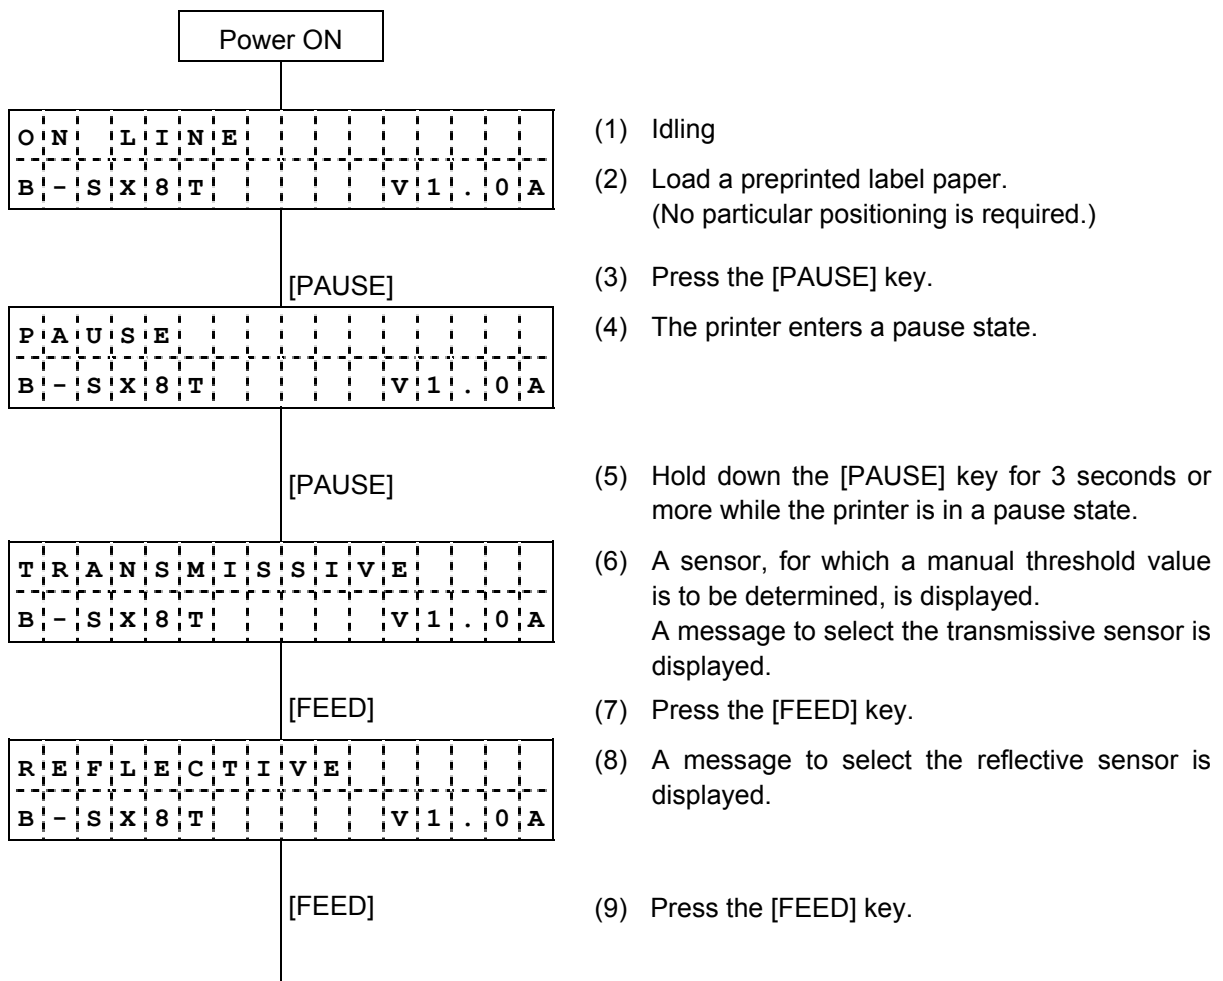 Power ON
ON LINE
B-SX8T V1.0A
(1) Idling
(2) Load a preprinted label paper.
(No particular positioning is required.)
[PAUSE]
(3) Press the [PAUSE] key.
PAUSE
B-SX8T V1.0A
(4) The printer enters a pause state.
[PAUSE]
(5) Hold down the [PAUSE] key for 3 seconds or
more while the printer is in a pause state.
TRANSMISSIVE
B-SX8T V1.0A
(6) A sensor, for which a manual threshold value
is to be determined, is displayed.
A message to select the transmissive sensor is
displayed.
[FEED]
(7) Press the [FEED] key.
REFLECTIVE
B-SX8T V1.0A
(8) A message to select the reflective sensor is
displayed.
[FEED]
(9) Press the [FEED] key.